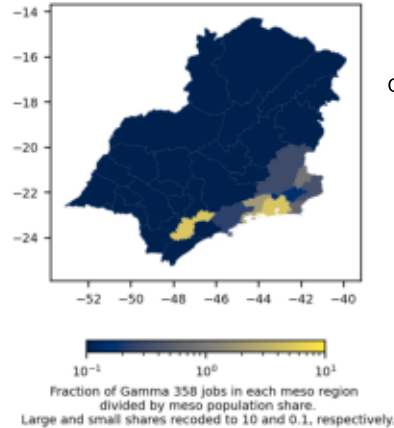 −14
−16
−18
−20
−22
−24
−52 −50 −48 −46 −44 −42 −40
10⁻¹ 10⁰ 10¹
Fraction of Gamma 358 jobs in each meso region
divided by meso population share.
Large and small shares recoded to 10 and 0.1, respectively.